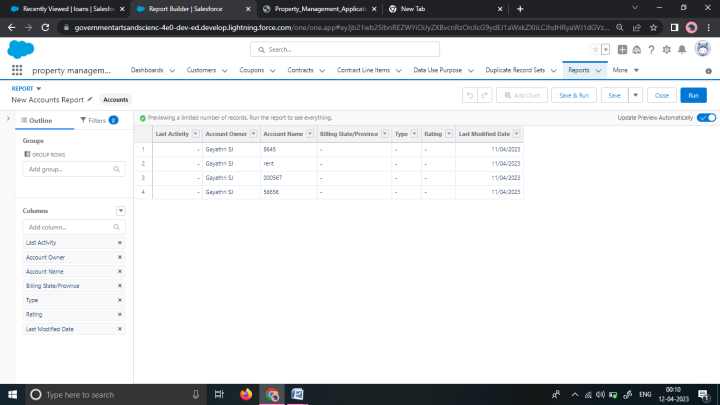 Recently Viewed | loans | Salesfor
Report Builder | Salesforce
Property_Management_Applicatio
New Tab
governmentartsandscienc-4e0-dev-ed.develop.lightning.force.com
Search...
property managem...
Dashboards
Customers
Coupons
Contracts
Contract Line Items
Data Use Purpose
Duplicate Record Sets
Reports
More
REPORT
New Accounts Report
Accounts
Add Chart
Save & Run
Save
Close
Run
Previewing a limited number of records. Run the report to see everything.
Update Preview Automatically
Outline
Filters 2
Groups
GROUP ROWS
Add group...
Columns
Add column...
Last Activity
Account Owner
Account Name
Billing State/Province
Type
Rating
Last Modified Date
Last Activity Account Owner Account Name Billing State/Province Type Rating Last Modified Date
1 - Gayathri SJ 8645 - - - 11/04/2023
2 - Gayathri SJ rent - - - 11/04/2023
3 - Gayathri SJ 000567 - - - 11/04/2023
4 - Gayathri SJ 56656 - - - 11/04/2023
Type here to search
ENG
00:10
12-04-2023